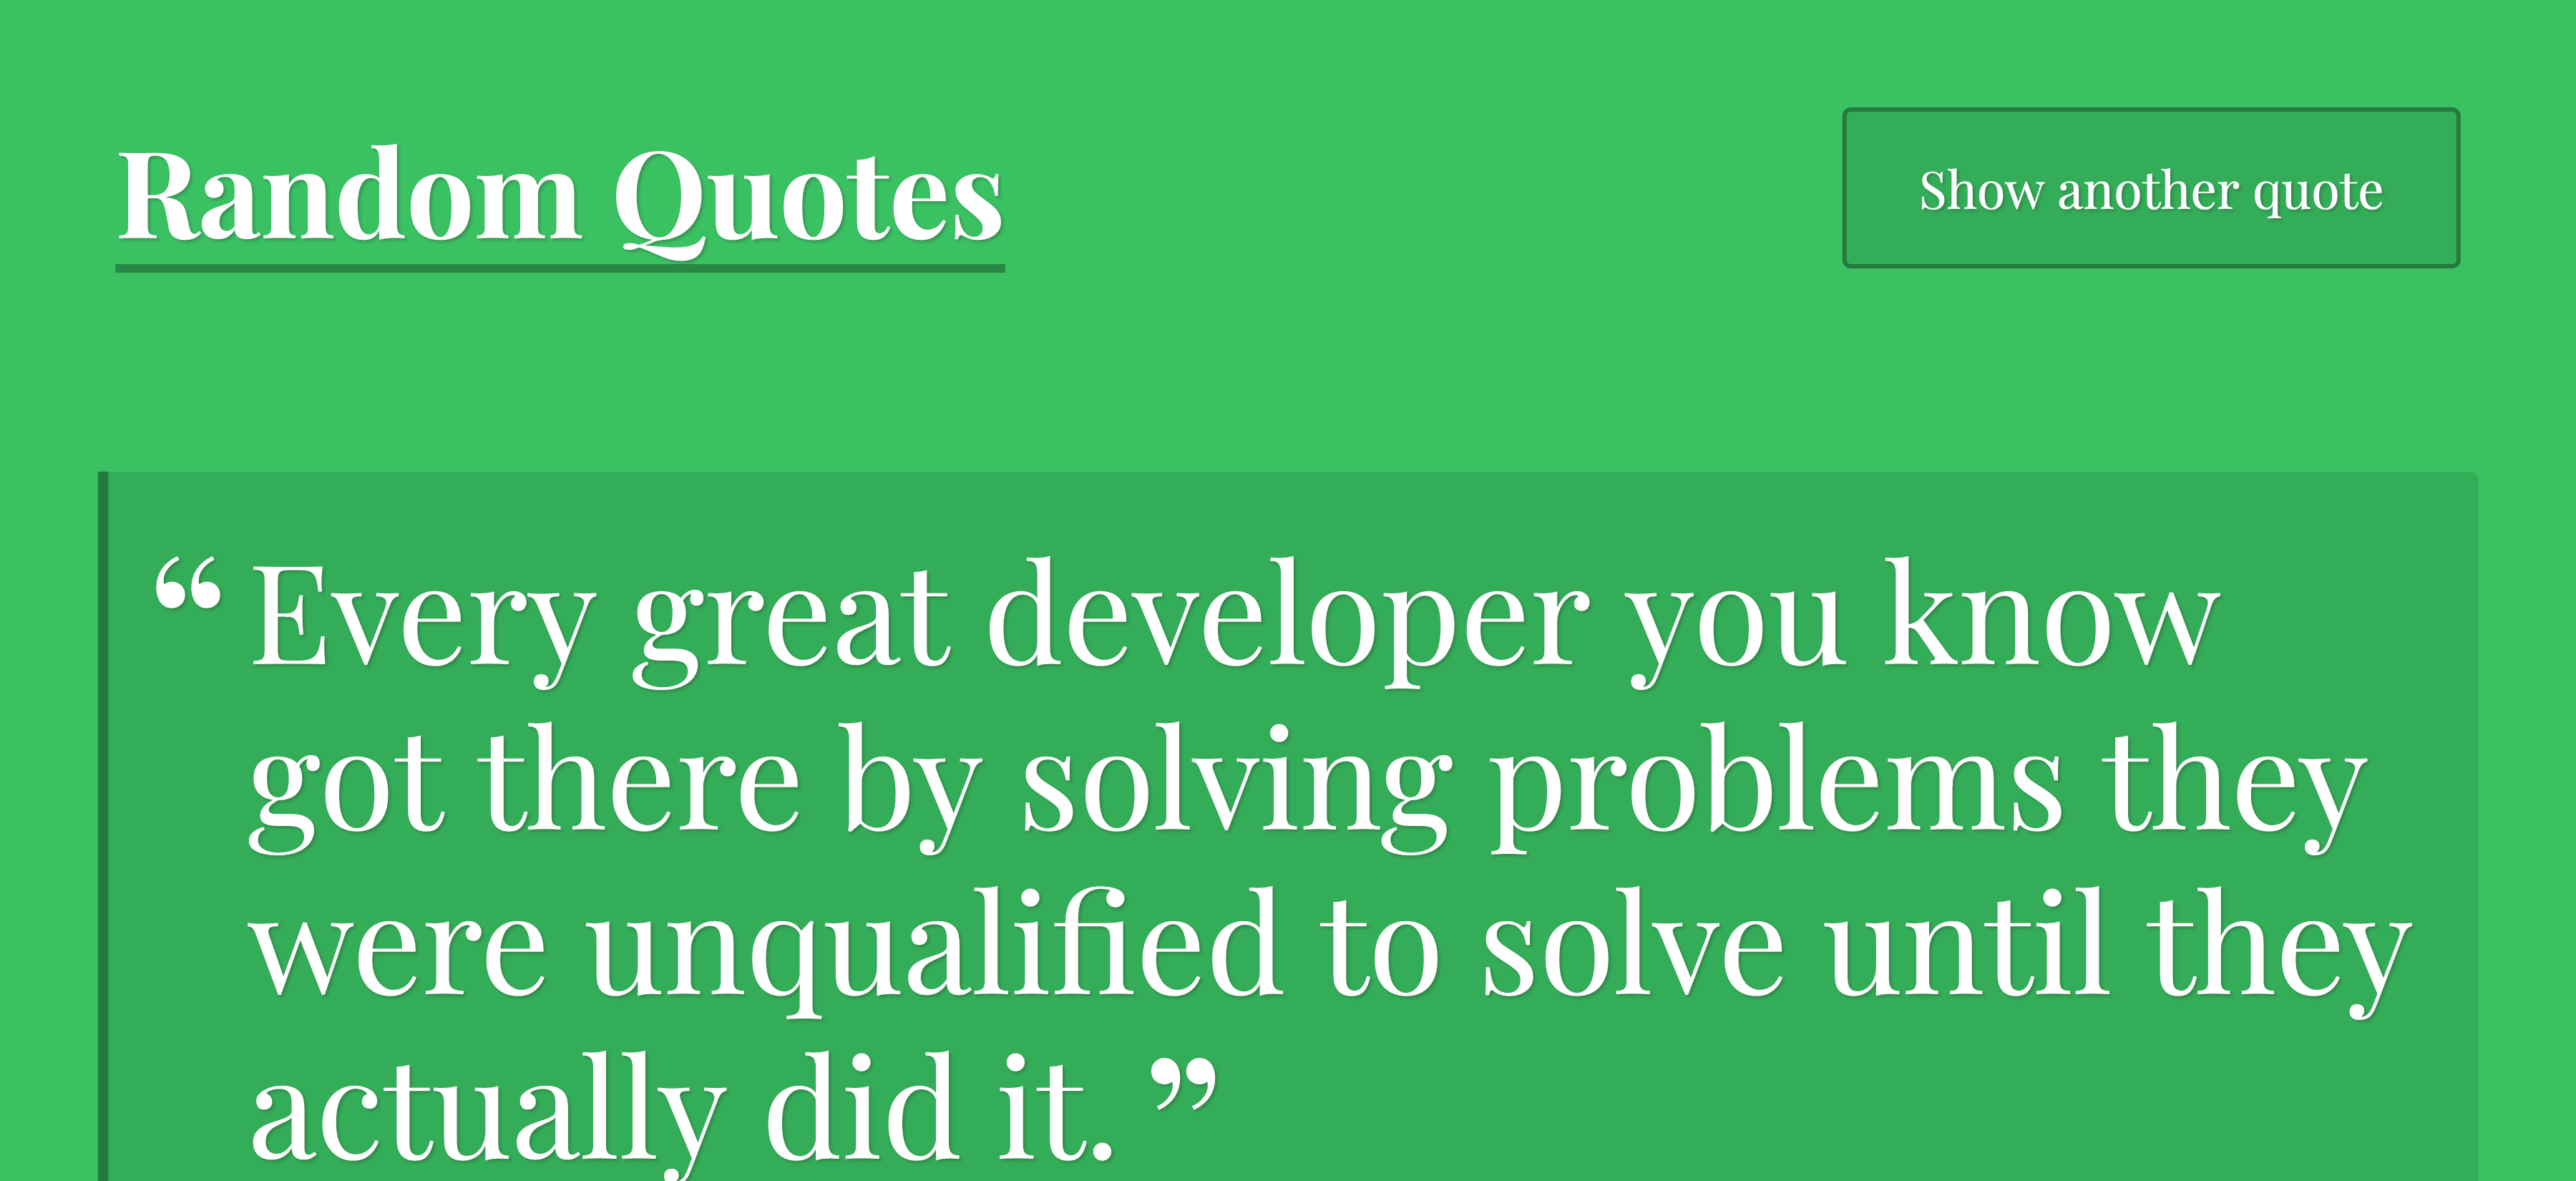 Random Quotes
Show another quote
“Every great developer you know
got there by solving problems they
were unqualified to solve until they
actually did it.”